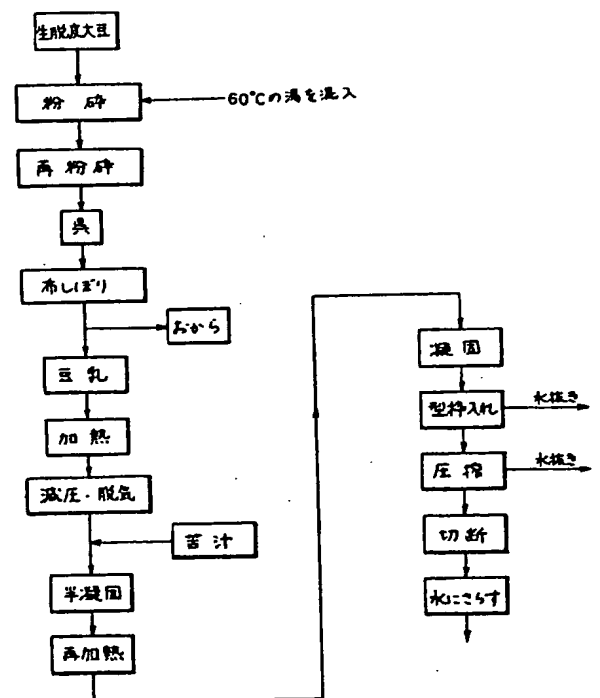 生脱皮大豆
粉砕
60℃の湯を混入
再粉砕
呉
布しぼり
おから
豆乳
加熱
減圧・脱気
苦汁
半凝固
再加熱
凝固
型枠入れ
水抜き
圧搾
水抜き
切断
水にさらす